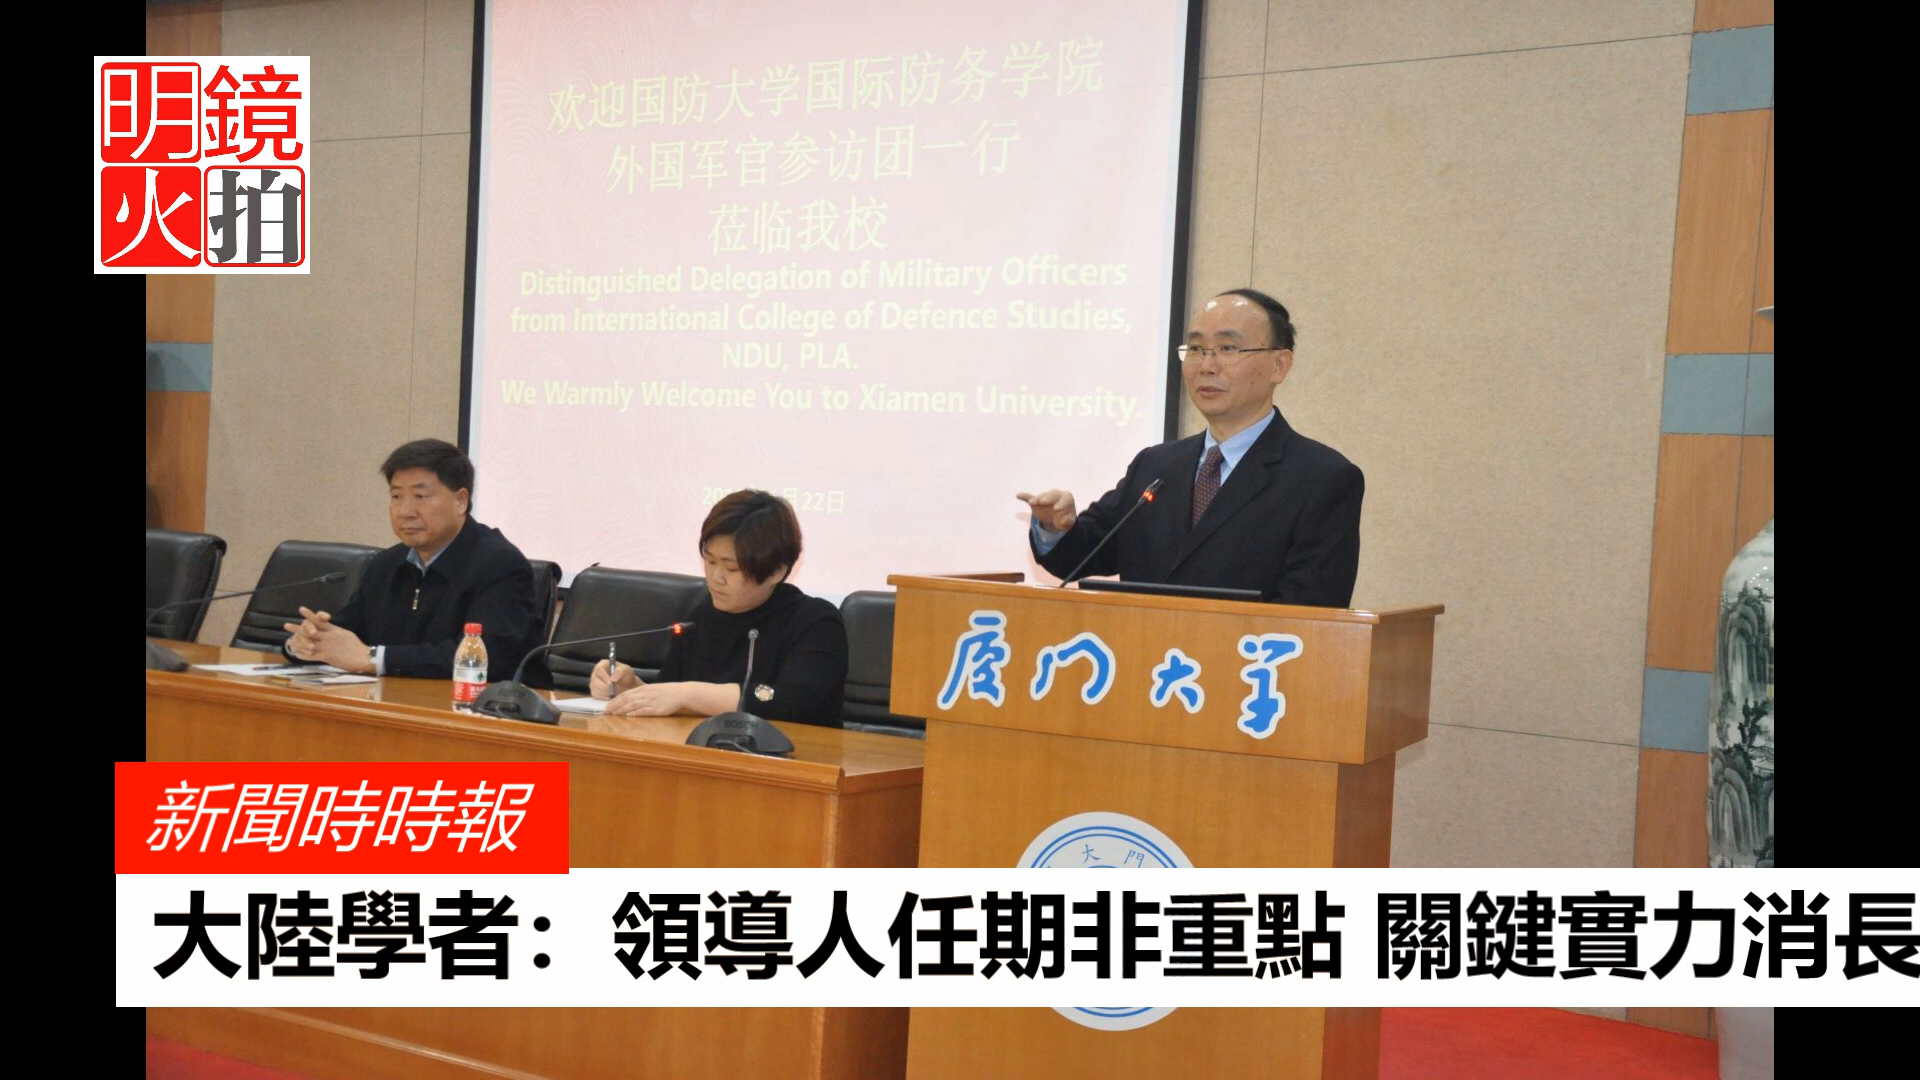 明鏡
火拍
欢迎国防大学国际防务学院
外国军官参访团一行
莅临我校
Distinguished Delegation of Military Officers
from International College of Defence Studies,
NDU, PLA.
We Warmly Welcome You to Xiamen University.
月22日
厦门大学
大 門
新聞時時報
大陸學者：領導人任期非重點 關鍵實力消長